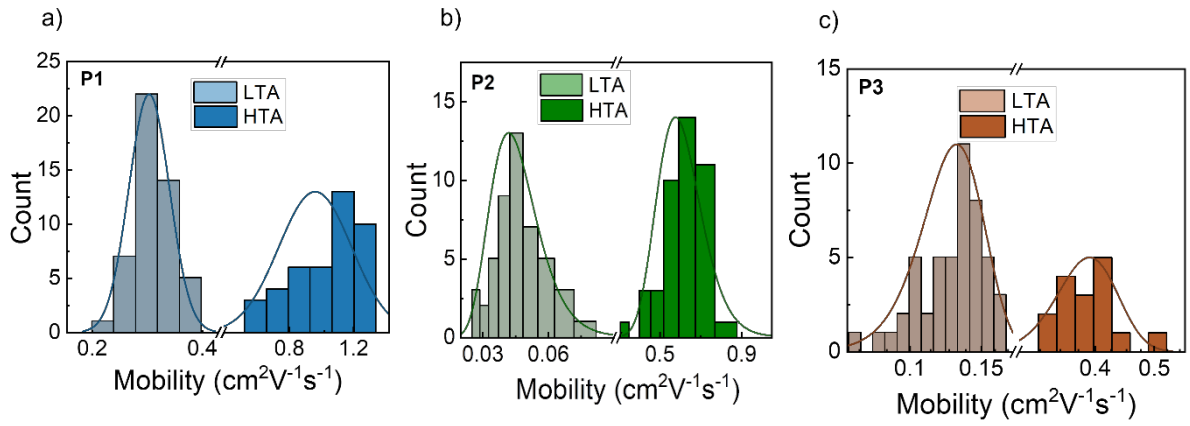 a)
P1
LTA
HTA
Count
0
5
10
15
20
25
0.2
0.4
0.8
1.2
Mobility (cm²V⁻¹s⁻¹)
b)
P2
LTA
HTA
Count
0
5
10
15
0.03
0.06
0.5
0.9
Mobility (cm²V⁻¹s⁻¹)
c)
P3
LTA
HTA
Count
0
5
10
15
0.1
0.15
0.4
0.5
Mobility (cm²V⁻¹s⁻¹)